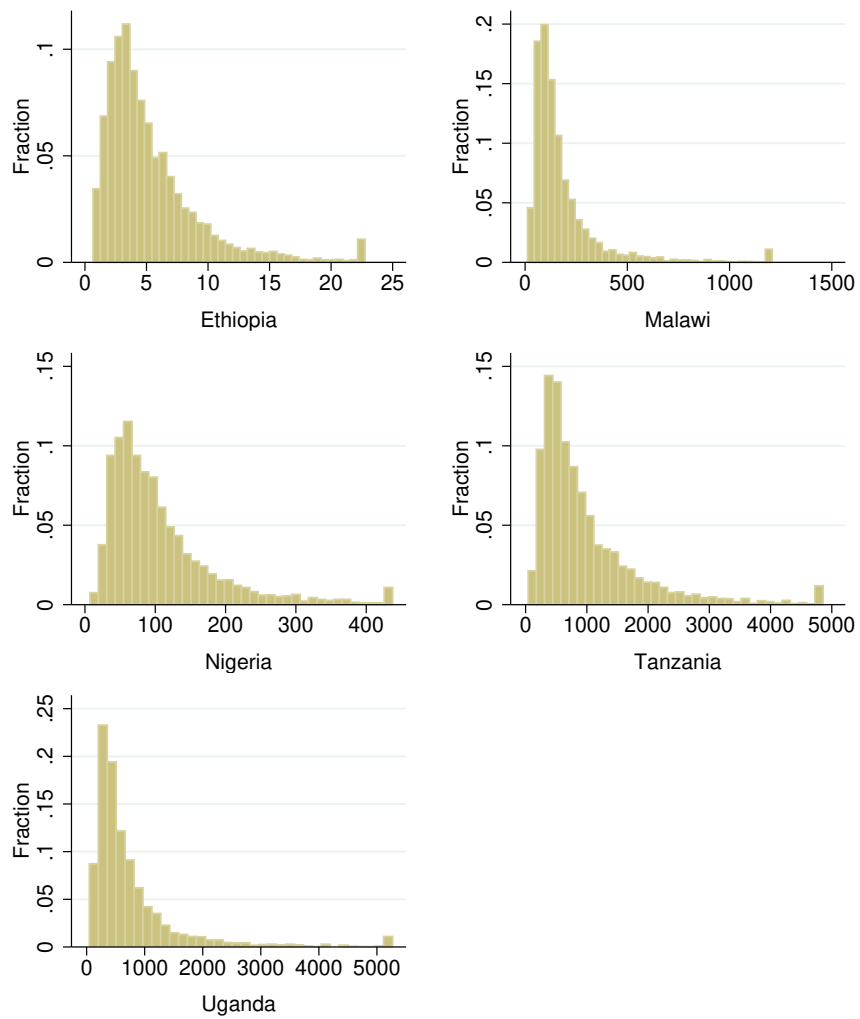 Fraction
0 .05 .1
0 5 10 15 20 25
Ethiopia
Fraction
0 .05 .1 .15 .2
0 500 1000 1500
Malawi
Fraction
0 .05 .1 .15
0 100 200 300 400
Nigeria
Fraction
0 .05 .1 .15
0 1000 2000 3000 4000 5000
Tanzania
Fraction
0 .05 .1 .15 .2 .25
0 1000 2000 3000 4000 5000
Uganda